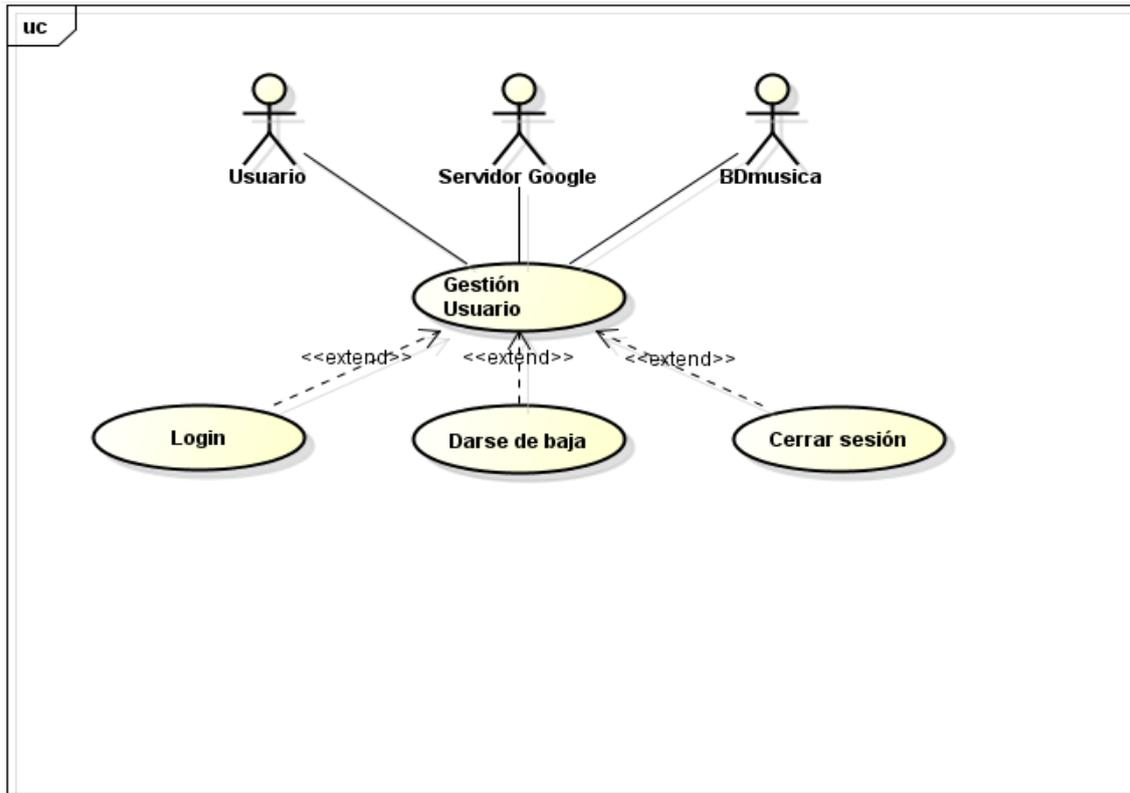 uc
Usuario
Servidor Google
BDmusica
Gestión
Usuario
<<extend>>
<<extend>>
<<extend>>
Login
Darse de baja
Cerrar sesión